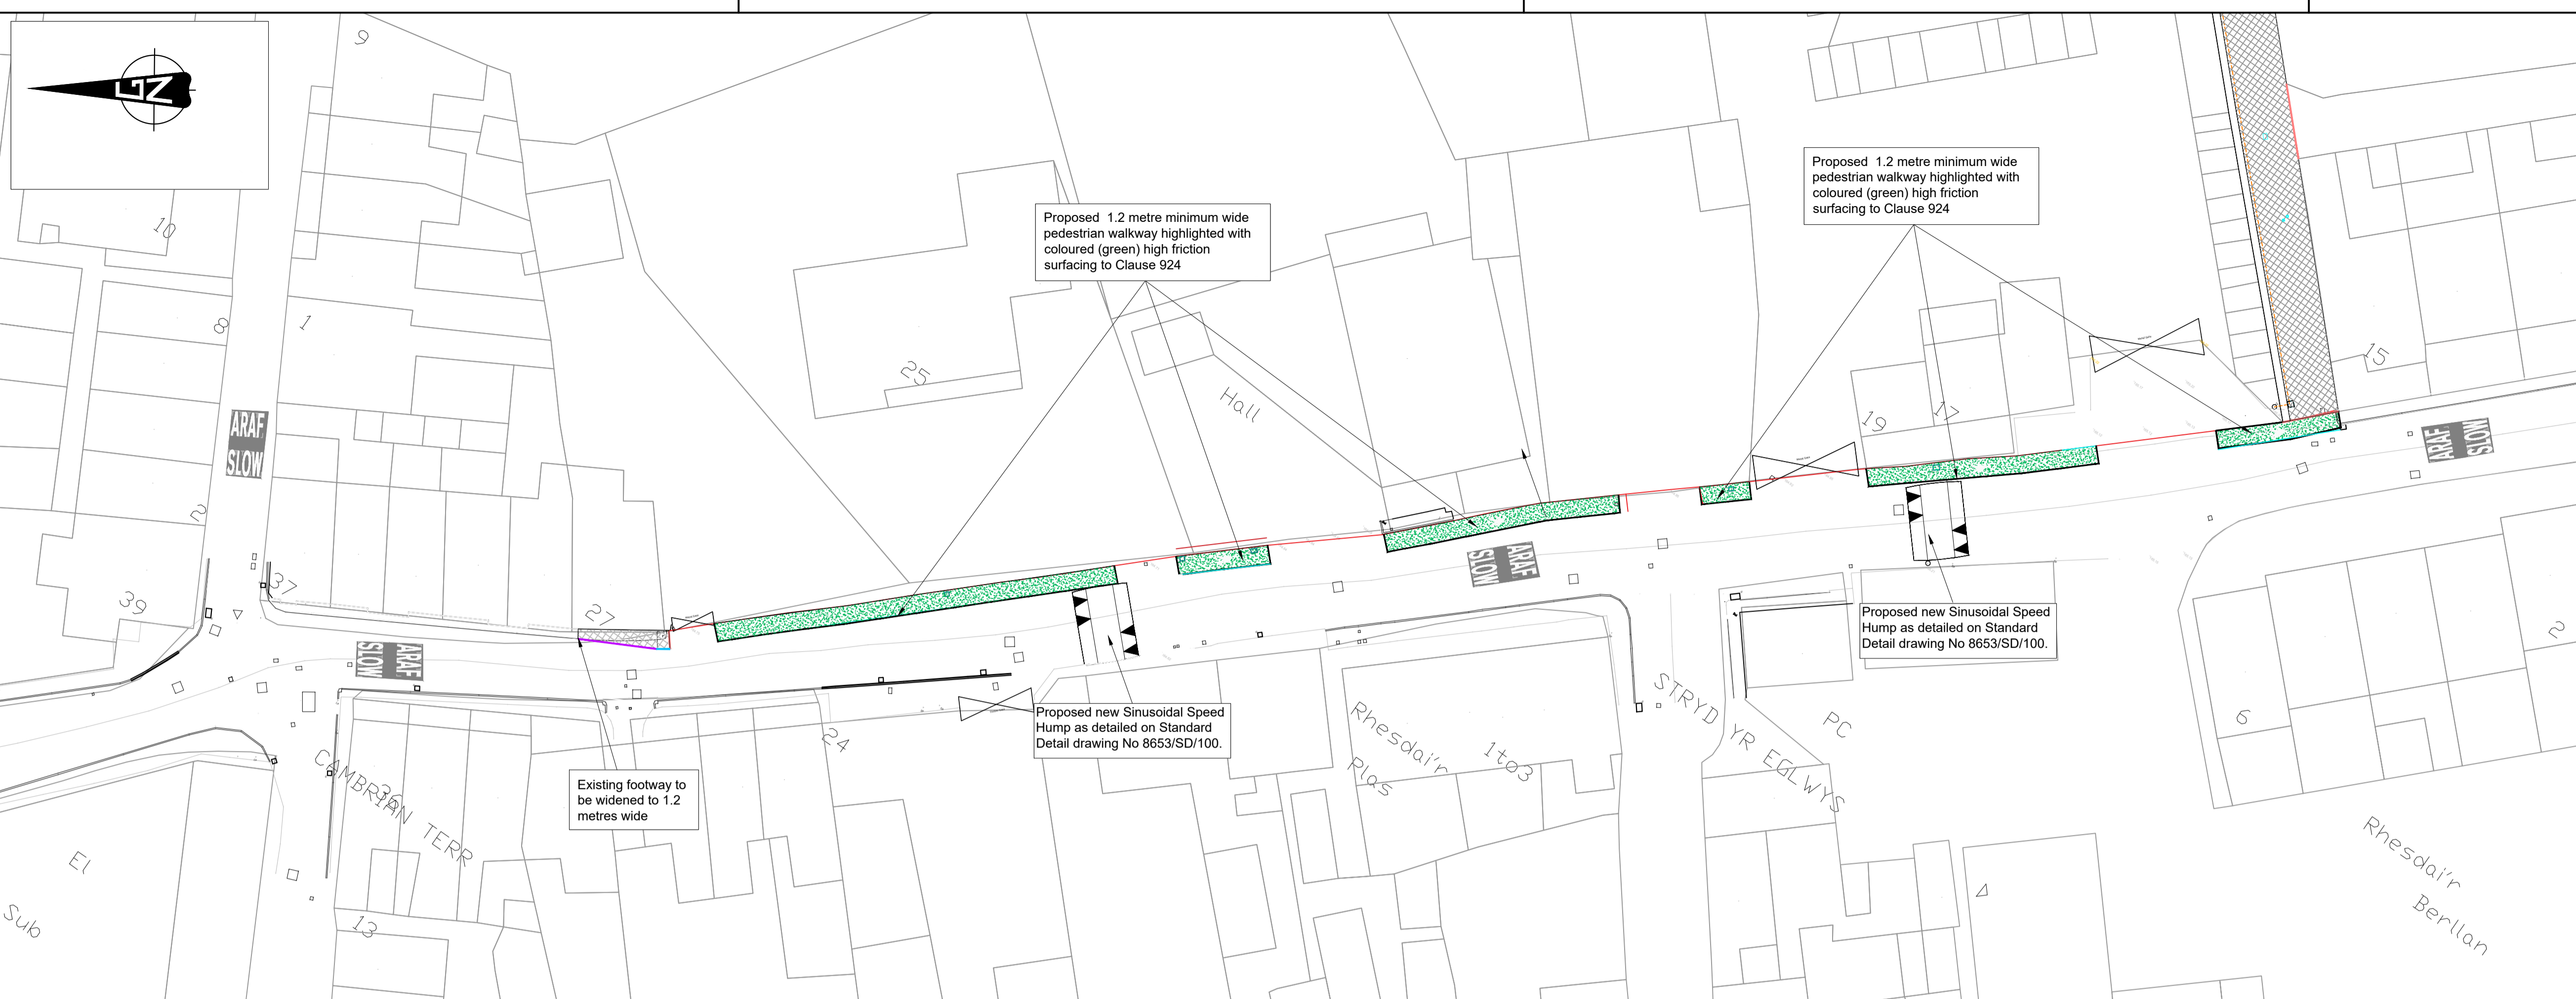 GN
9
10
8
1
2
37
39
27
ARAF
SLOW
Proposed 1.2 metre minimum wide
pedestrian walkway highlighted with
coloured (green) high friction
surfacing to Clause 924
Proposed 1.2 metre minimum wide
pedestrian walkway highlighted with
coloured (green) high friction
surfacing to Clause 924
25
Hall
19
17
15
ARAF
SLOW
ARAF
SLOW
ARAF
SLOW
Proposed new Sinusoidal Speed
Hump as detailed on Standard
Detail drawing No 8653/SD/100.
Proposed new Sinusoidal Speed
Hump as detailed on Standard
Detail drawing No 8653/SD/100.
Existing footway to
be widened to 1.2
metres wide
CAMBRIAN TERR
36
13
24
Rhesdai'r
Plas
1to3
STRYD YR EGLWYS
PC
6
2
Rhesdai'r
Berllan
El
Sub